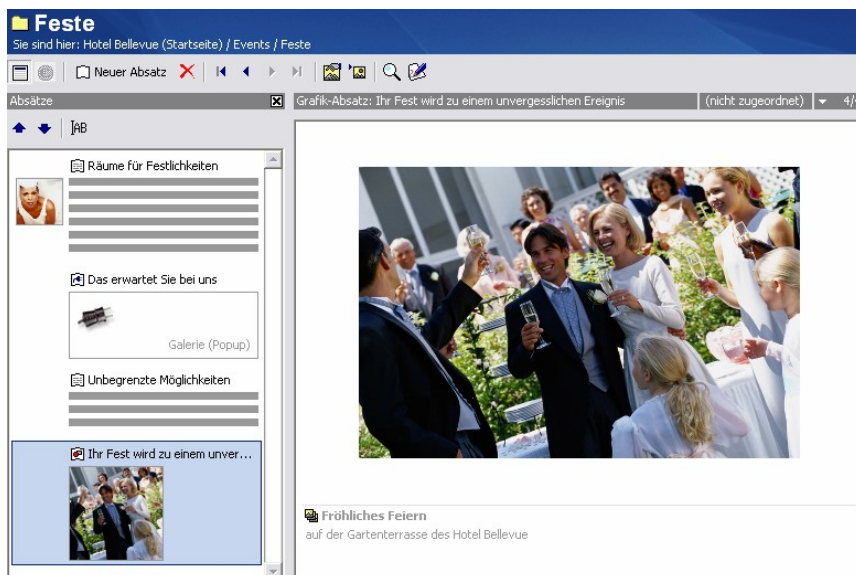 Feste
Sie sind hier: Hotel Bellevue (Startseite) / Events / Feste
Neuer Absatz
Absätze
Grafik-Absatz: Ihr Fest wird zu einem unvergesslichen Ereignis
(nicht zugeordnet)
AB
Räume für Festlichkeiten
Das erwartet Sie bei uns
Galerie (Popup)
Unbegrenzte Möglichkeiten
Ihr Fest wird zu einem unver...
Fröhliches Feiern
auf der Gartenterrasse des Hotel Bellevue